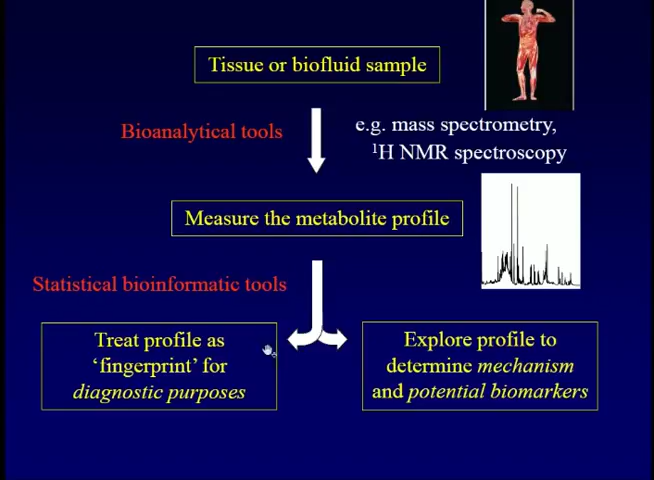 Tissue or biofluid sample
Bioanalytical tools
e.g. mass spectrometry,
¹H NMR spectroscopy
Measure the metabolite profile
Statistical bioinformatic tools
Treat profile as
‘fingerprint’ for
diagnostic purposes
Explore profile to
determine mechanism
and potential biomarkers